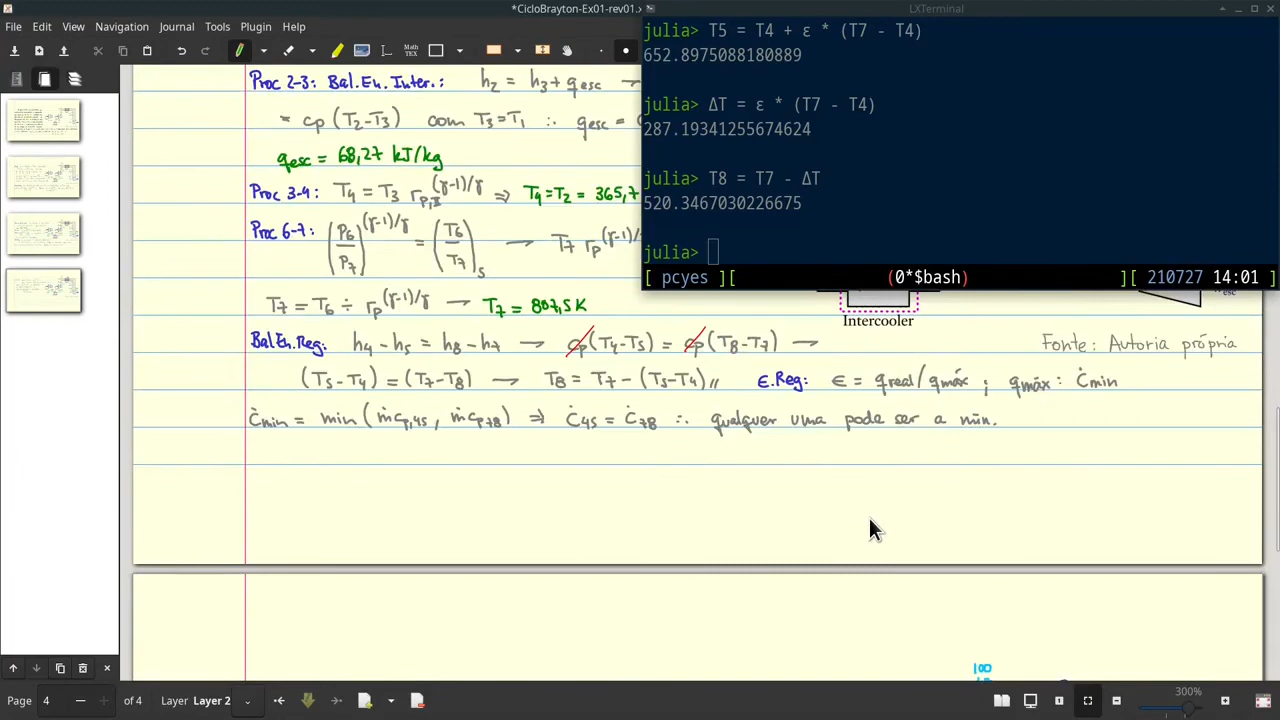 *CicloBrayton-Ex01-rev01.x
LXTerminal
File Edit View Navigation Journal Tools Plugin Help
Proc 2-3: Bal.En.Inter.: h2 = h3+qesc →
= cp(T2-T3) com T3=T1 ∴ qesc =
qesc = 68,27 kJ/kg
Proc 3-4: T4 = T3 rp,I^(γ-1)/γ ⇒ T4=T2 = 365,7
Proc 6-7: (P6/P7)^(γ-1)/γ = (T6/T7)s → T7 rp^(γ-1)/
T7 = T6 ÷ rp^(γ-1)/γ → T7 = 807,5K
julia> T5 = T4 + ε * (T7 - T4)
652.8975088180889
julia> ΔT = ε * (T7 - T4)
287.19341255674624
julia> T8 = T7 - ΔT
520.3467030226675
julia>
[ pcyes ][ (0*$bash) ][ 210727 14:01 ]
esc
Intercooler
Bal.En.Reg: h4-h5 = h8-h7 → cp(T4-T5) = cp(T8-T7) → Fonte: Autoria própria
(T5-T4)=(T7-T8) → T8 = T7-(T5-T4)// ε.Reg: ε = qreal/qmáx ; qmáx: Ċmin
Ċmin = min(ṁcp,45, ṁcp,78) ⇒ Ċ45 = Ċ78 ∴ qualquer uma pode ser a mín.
100
Page 4 of 4 Layer Layer 2 300%